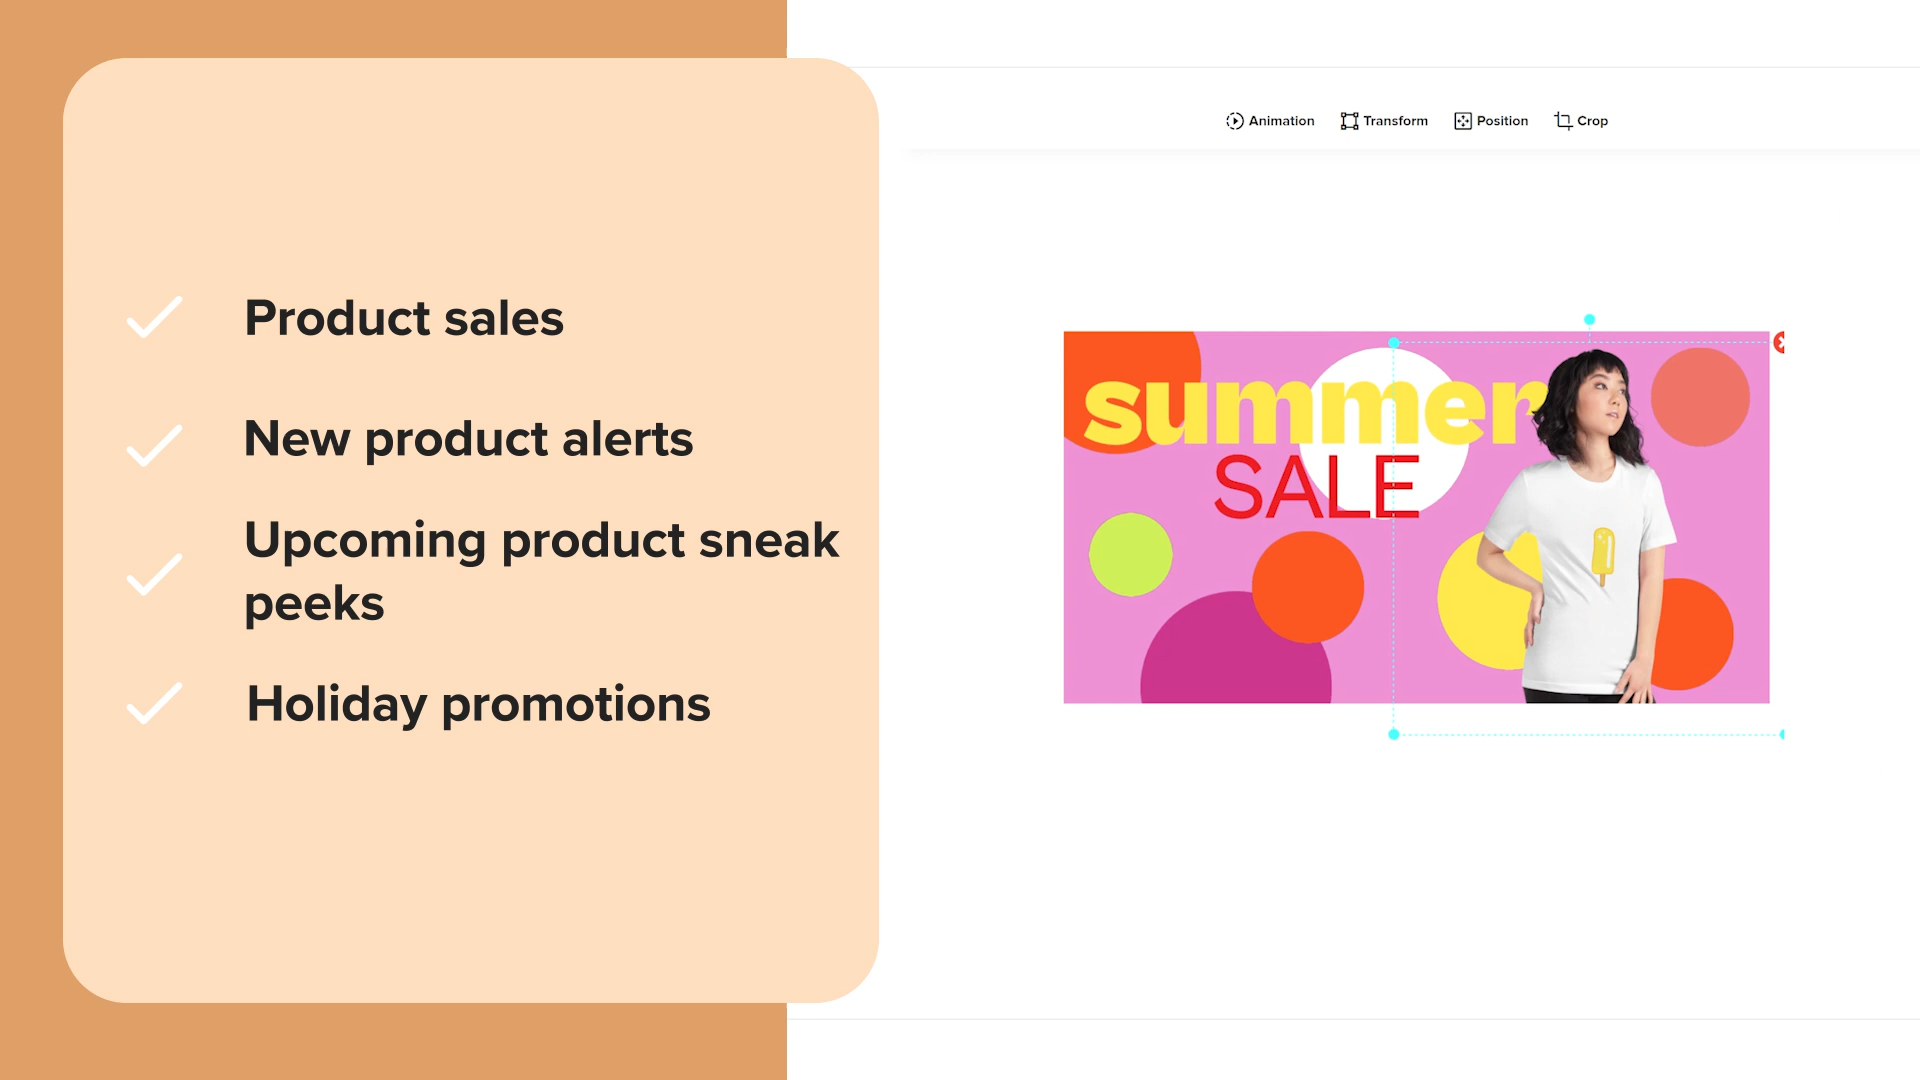 Product sales
New product alerts
Upcoming product sneak
peeks
Holiday promotions
Animation Transform Position Crop
summer
SALE